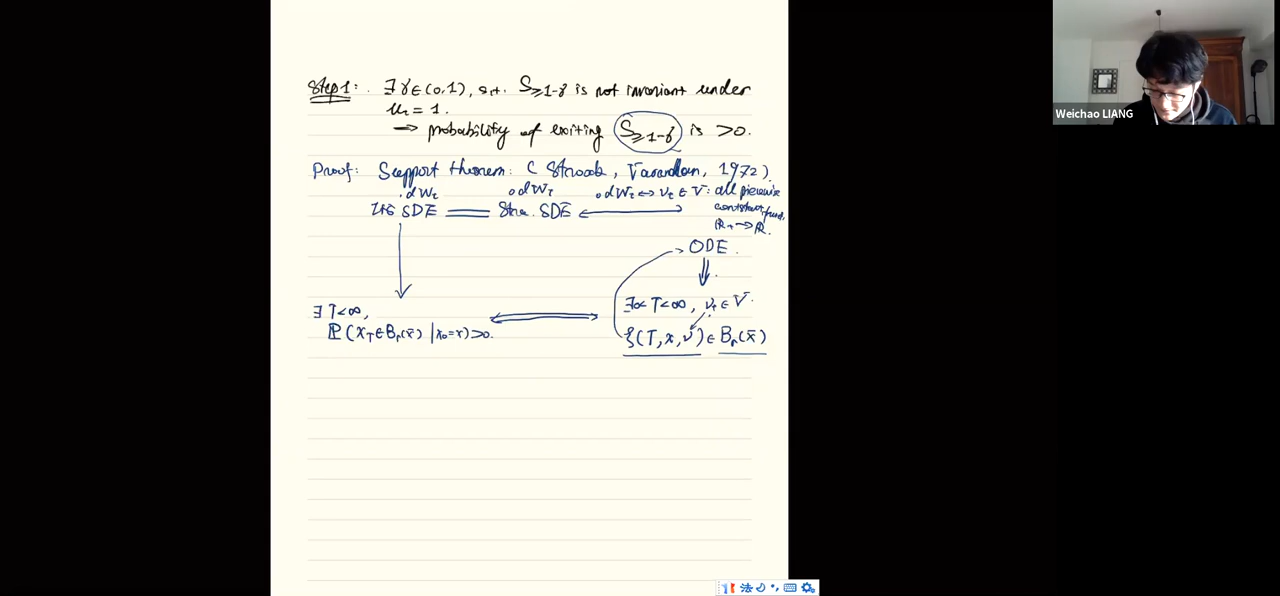 Step 1: ∃ γ ∈ (0,1), s.t. S≥1-γ is not invariant under
u_t = 1.
→ probability of exiting S≥1-γ is >0.
Proof: Support theorem: (Stroock, Varadhan, 1972).
·dW_t ∘dW_t ∘dW_t ↔ v_t ∈ V: all piecewise
constant func,
SDE = Stra. SDE ⟷
ℝ+ → ℝ.
ODE.
⇓
∃ T<∞, ∃ 0<T<∞, v_t ∈ V.
ℙ(x_T ∈ B_r(x̄) | x_0=x)>0. ⟺ ξ(T, x, v) ∈ B_r(x̄)
Weichao LIANG
法